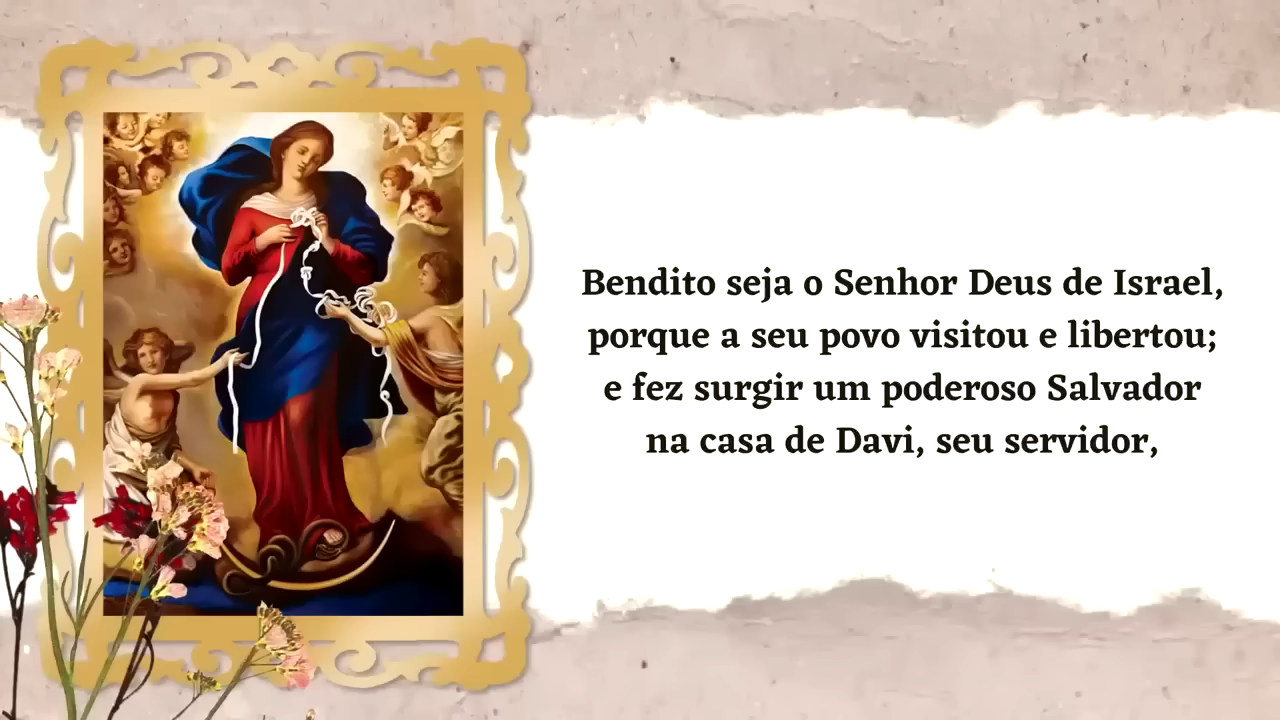 Bendito seja o Senhor Deus de Israel,
porque a seu povo visitou e libertou;
e fez surgir um poderoso Salvador
na casa de Davi, seu servidor,